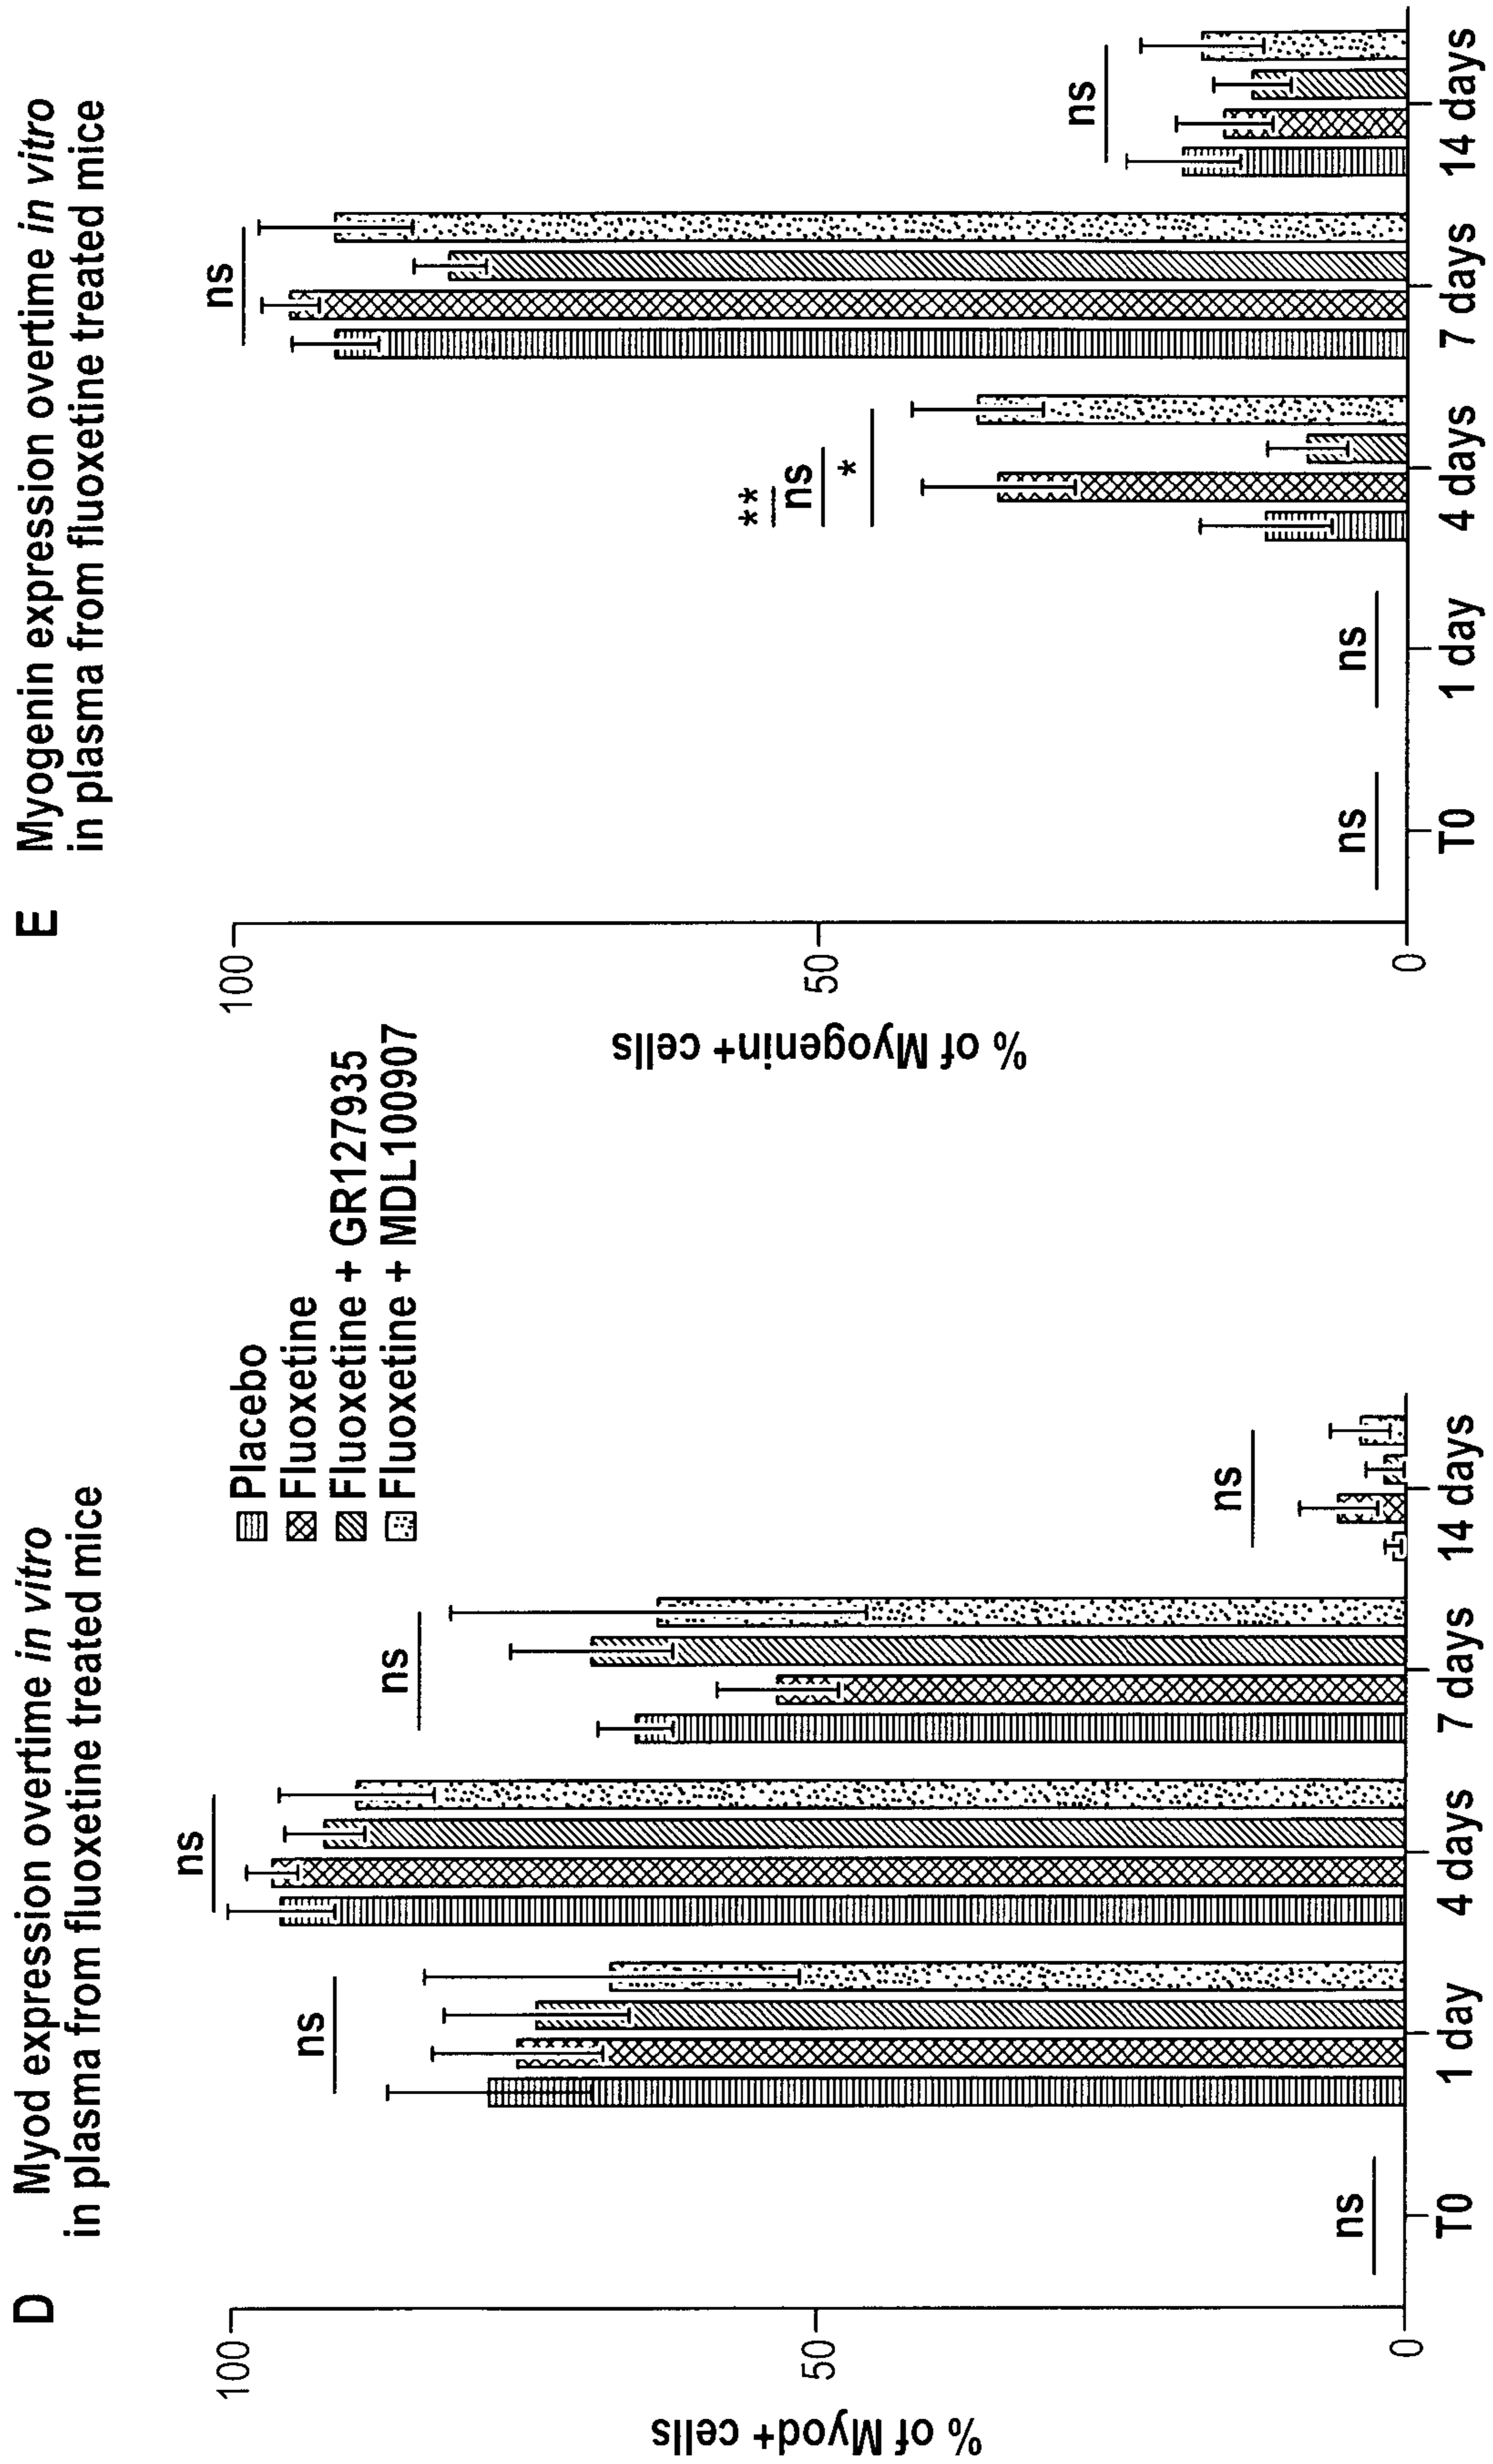 D Myod expression overtime in vitro
in plasma from fluoxetine treated mice
% of Myod+ cells
100
50
0
ns
ns
ns
ns
ns
T0
1 day
4 days
7 days
14 days
Placebo
Fluoxetine
Fluoxetine + GR127935
Fluoxetine + MDL100907
E Myogenin expression overtime in vitro
in plasma from fluoxetine treated mice
% of Myogenin+ cells
100
50
0
ns
ns
**
ns
*
ns
ns
T0
1 day
4 days
7 days
14 days